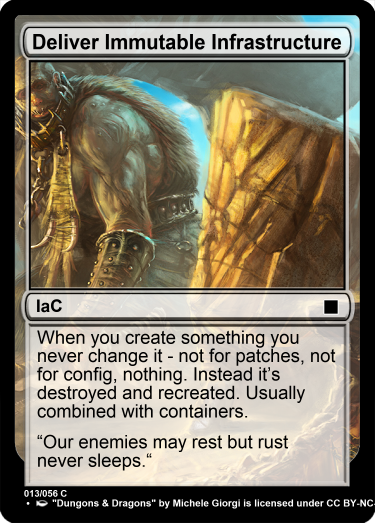 Deliver Immutable Infrastructure
IaC
When you create something you
never change it - not for patches, not
for config, nothing. Instead it's
destroyed and recreated. Usually
combined with containers.
“Our enemies may rest but rust
never sleeps.“
013/056 C
• "Dungeons & Dragons" by Michele Giorgi is licensed under CC BY-NC-